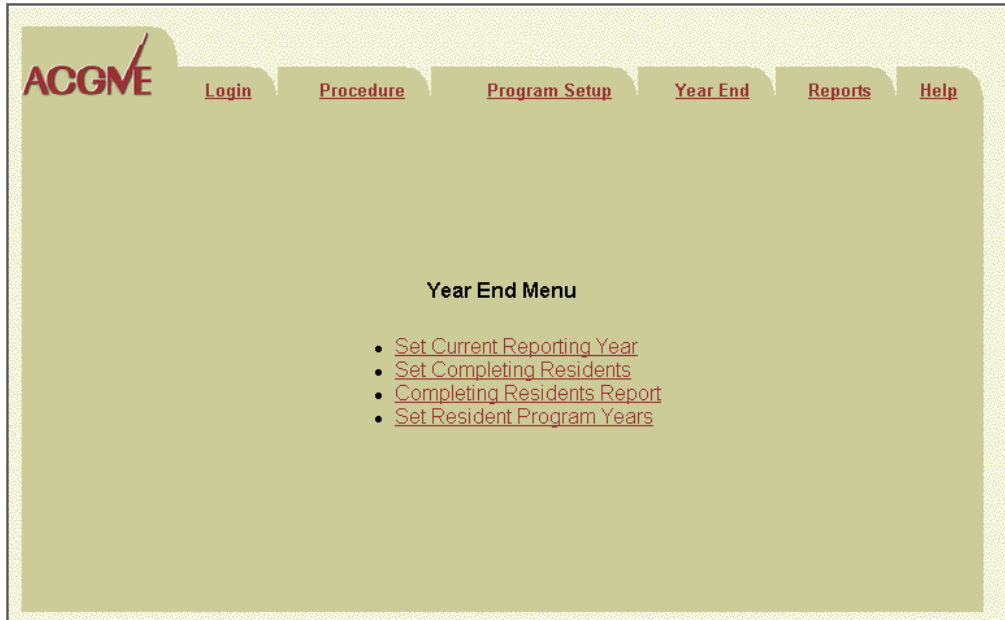 ACGME
Login Procedure Program Setup Year End Reports Help
Year End Menu
Set Current Reporting Year
Set Completing Residents
Completing Residents Report
Set Resident Program Years